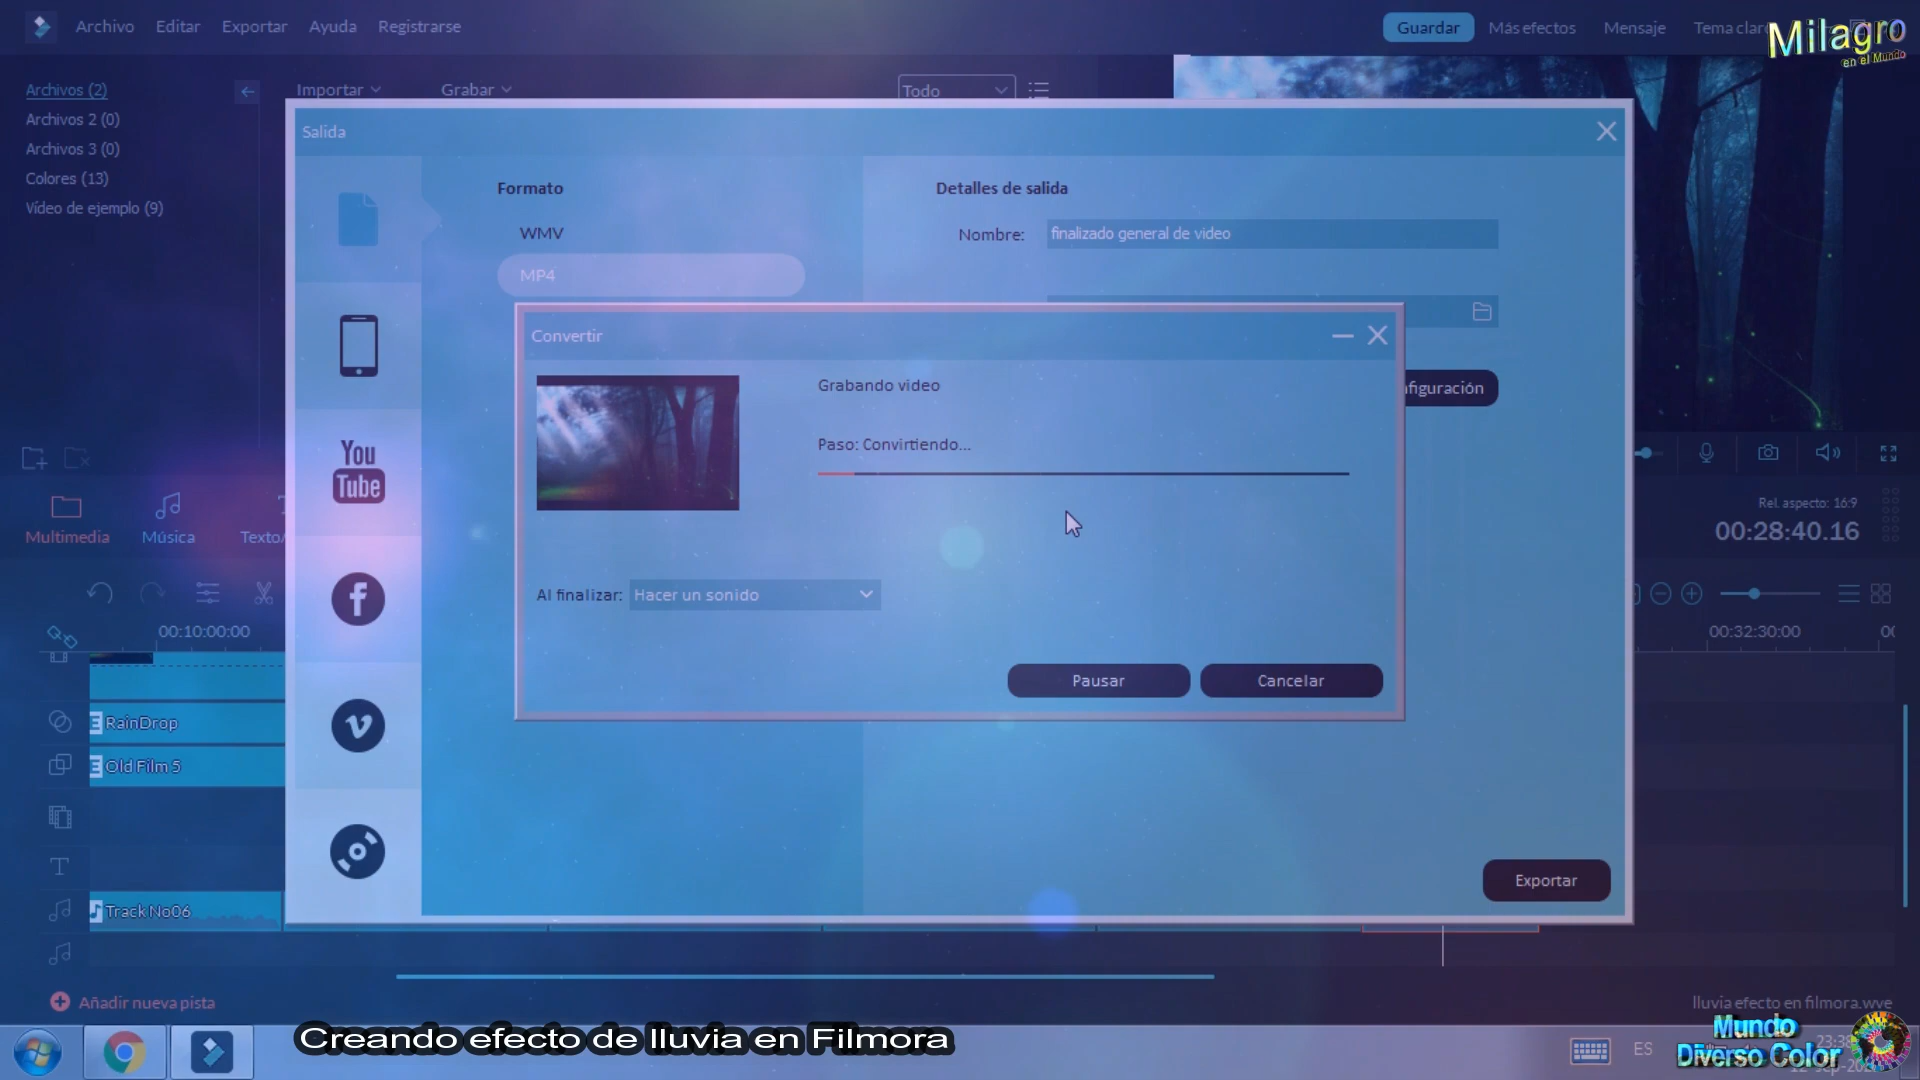 Archivo Editar Exportar Ayuda Registrarse
Guardar Más efectos Mensaje
Milagro
en el Mundo
Archivos (2)
Archivos 2 (0)
Archivos 3 (0)
Colores (13)
Vídeo de ejemplo (9)
Importar Grabar Todo
Salida
Formato
WMV
MP4
Detalles de salida
Nombre: finalizado general de video
Convertir
Grabando video
Paso: Convirtiendo...
Al finalizar: Hacer un sonido
Pausar Cancelar
Exportar
You
Tube
Multimedia Música
Rel. aspecto: 16:9
00:28:40.16
00:10:00:00
00:32:30:00
RainDrop
Old Film 5
T
Track No06
Añadir nueva pista
lluvia efecto en filmora.wve
Creando efecto de lluvia en Filmora
ES
Mundo
Diverso Color